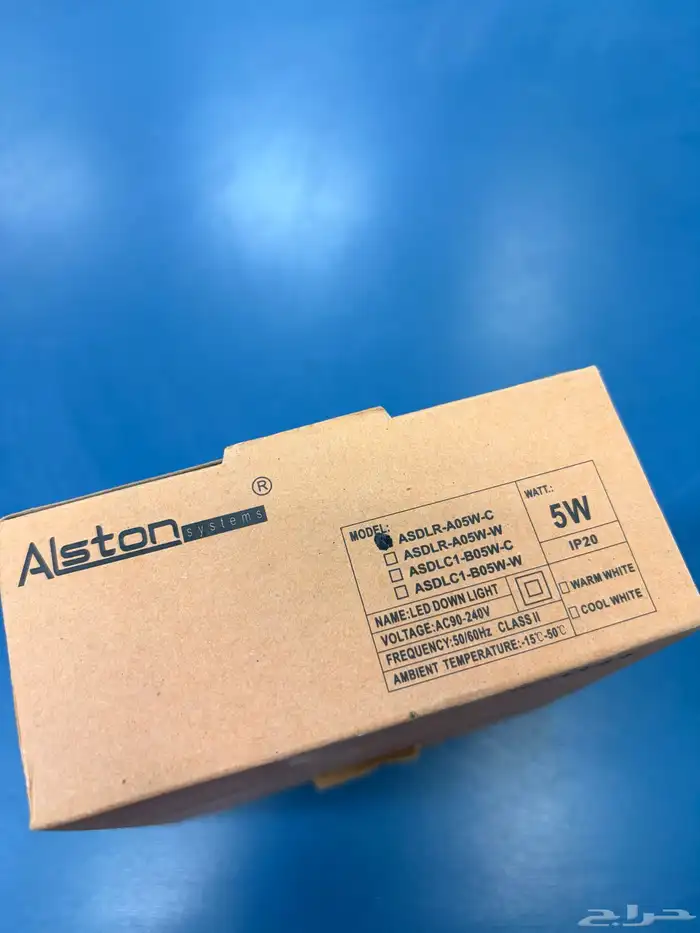 Alston systems ®
MODEL: ASDLR-A05W-C
ASDLR-A05W-W
ASDLC1-B05W-C
ASDLC1-B05W-W
WATT.:
5W
IP20
NAME:LED DOWN LIGHT
VOLTAGE:AC90-240V
FREQUENCY:50/60Hz CLASS II
AMBIENT TEMPERATURE:-15℃-50℃
WARM WHITE
COOL WHITE
حراج